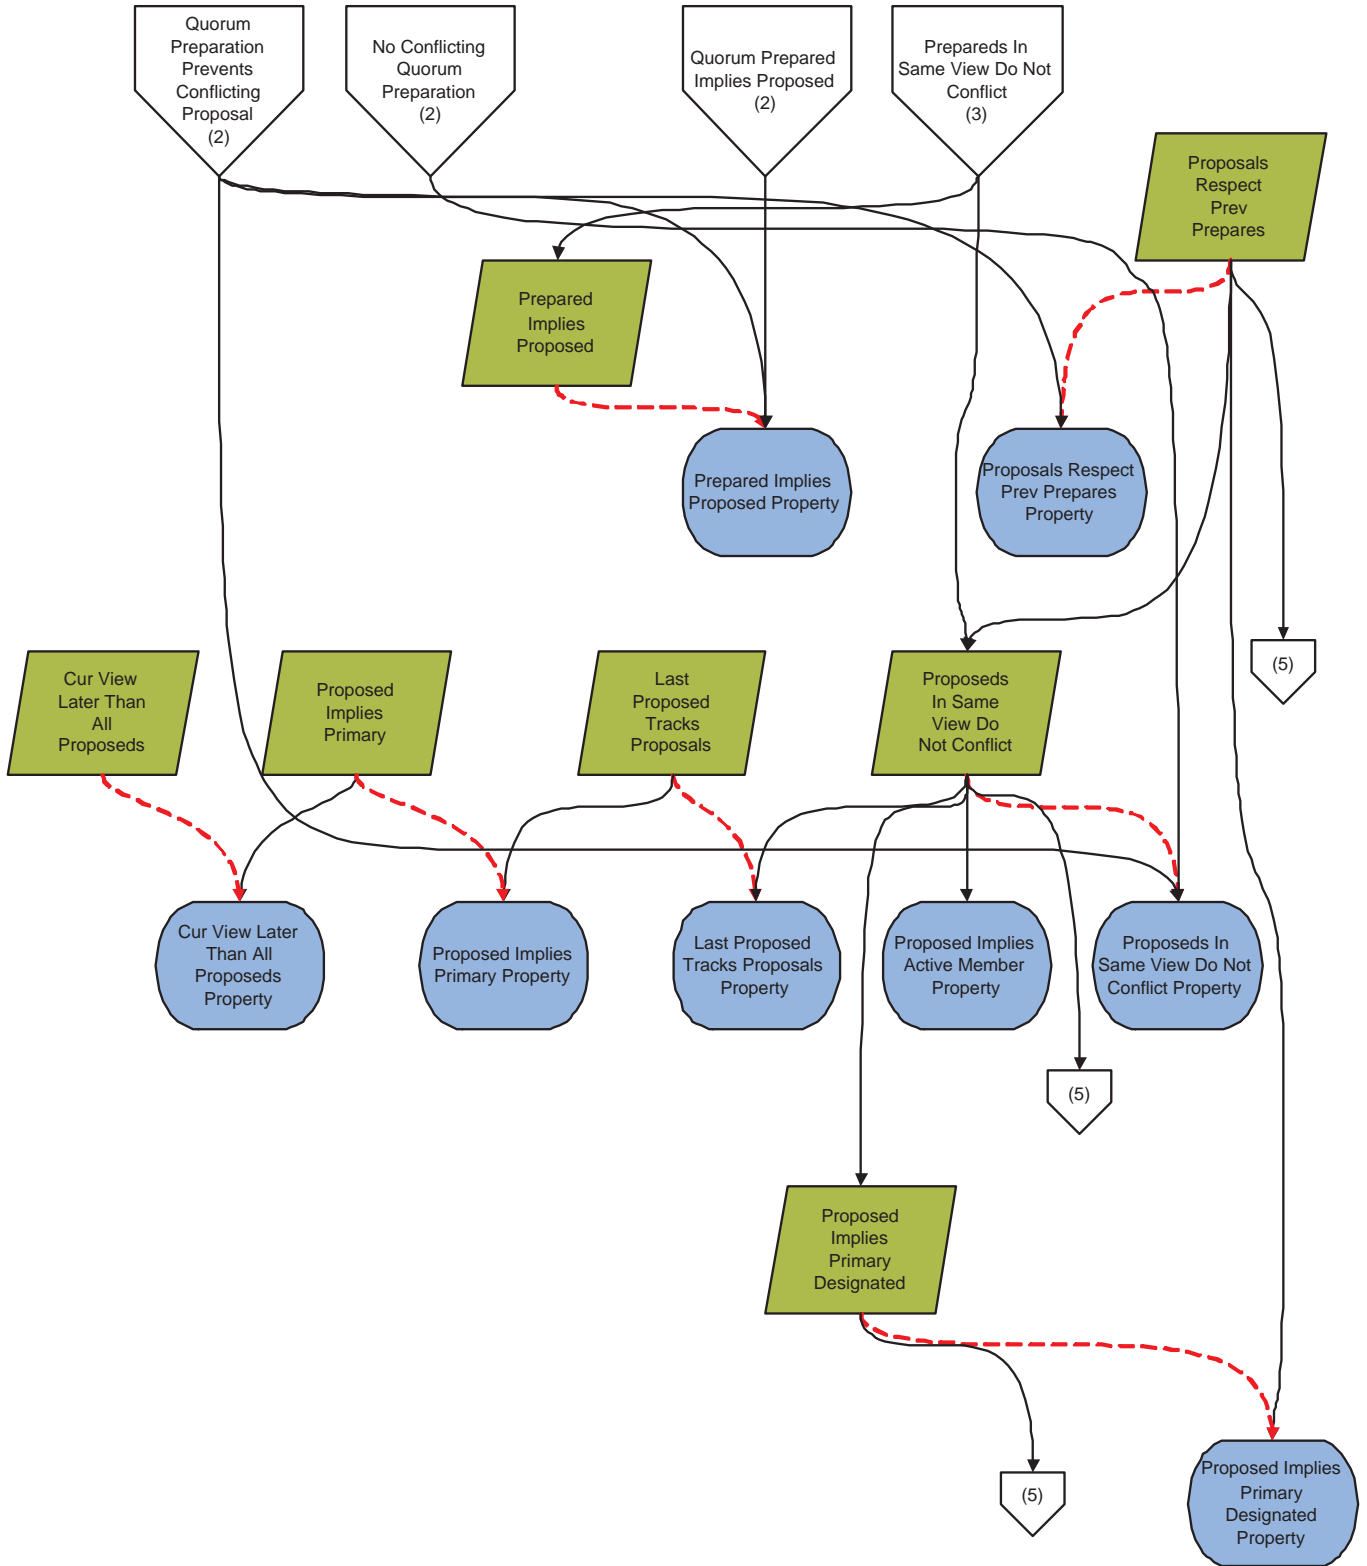 Quorum
Preparation
Prevents
Conflicting
Proposal
(2)
No Conflicting
Quorum
Preparation
(2)
Quorum Prepared
Implies Proposed
(2)
Prepareds In
Same View Do Not
Conflict
(3)
Proposals
Respect
Prev
Prepares
Prepared
Implies
Proposed
Prepared Implies
Proposed Property
Proposals Respect
Prev Prepares
Property
(5)
Cur View
Later Than
All
Proposeds
Proposed
Implies
Primary
Last
Proposed
Tracks
Proposals
Proposeds
In Same
View Do
Not Conflict
Cur View Later
Than All
Proposeds
Property
Proposed Implies
Primary Property
Last Proposed
Tracks Proposals
Property
Proposed Implies
Active Member
Property
Proposeds In
Same View Do Not
Conflict Property
(5)
Proposed
Implies
Primary
Designated
(5)
Proposed Implies
Primary
Designated
Property